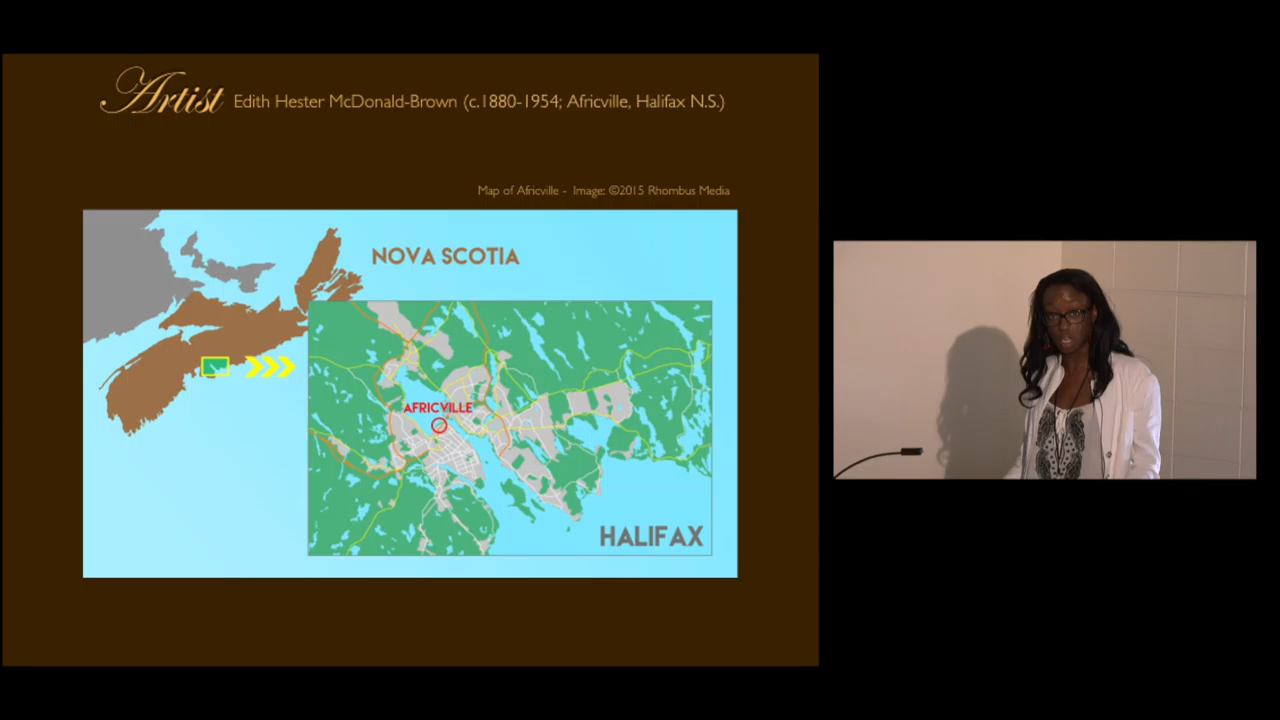 Artist Edith Hester McDonald-Brown (c.1880-1954; Africville, Halifax N.S.)
Map of Africville - Image: ©2015 Rhombus Media
NOVA SCOTIA
AFRICVILLE
HALIFAX